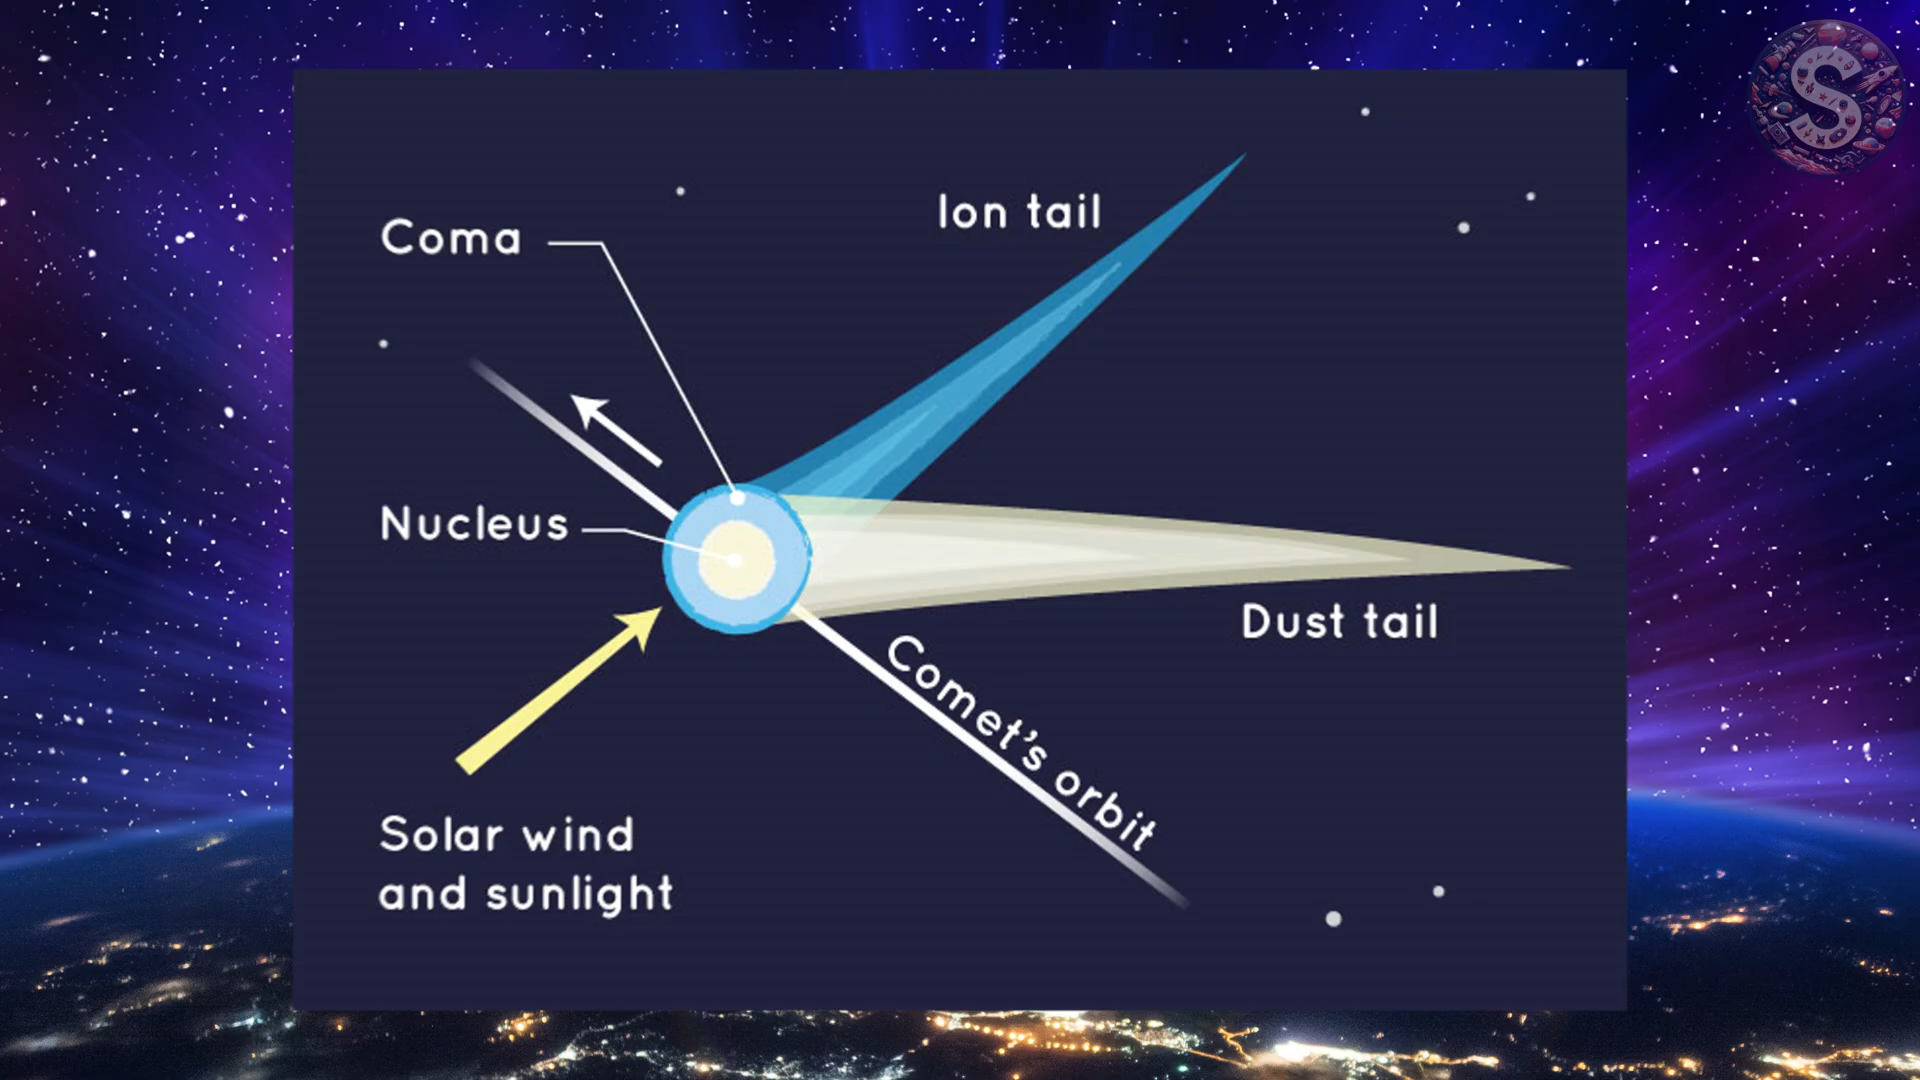 Coma
Ion tail
Nucleus
Dust tail
Comet's orbit
Solar wind
and sunlight
S